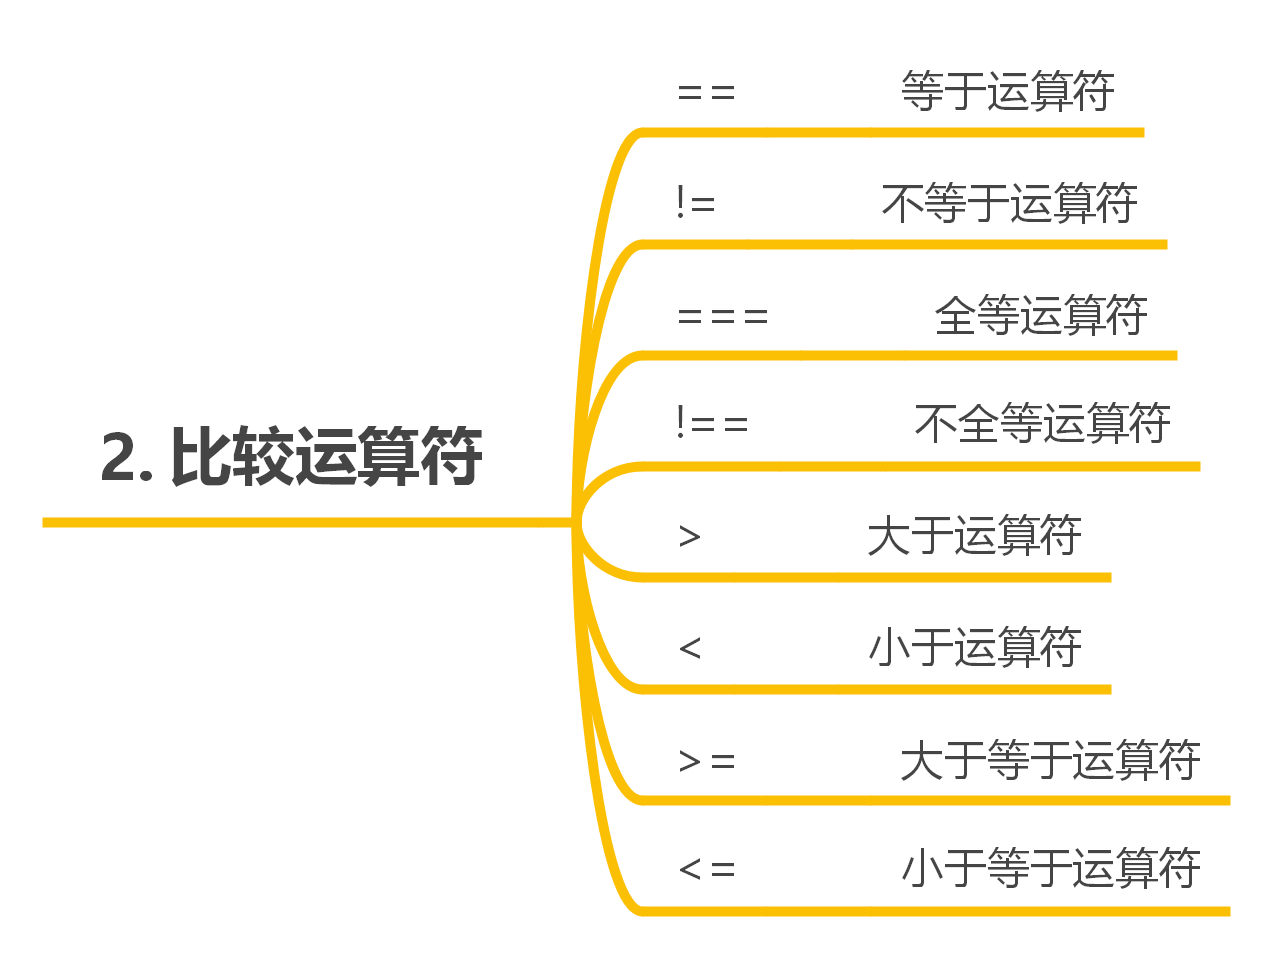 2. 比较运算符
== 等于运算符
!= 不等于运算符
=== 全等运算符
!== 不全等运算符
> 大于运算符
< 小于运算符
>= 大于等于运算符
<= 小于等于运算符